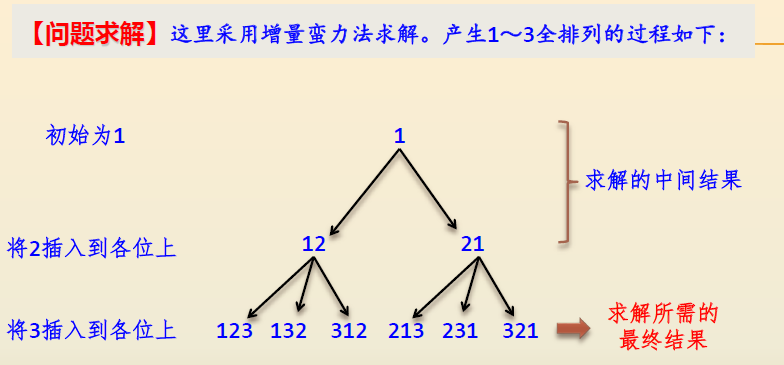 【问题求解】这里采用增量蛮力法求解。产生1～3全排列的过程如下：
初始为1
1
求解的中间结果
将2插入到各位上
12
21
将3插入到各位上
123 132 312 213 231 321
求解所需的
最终结果